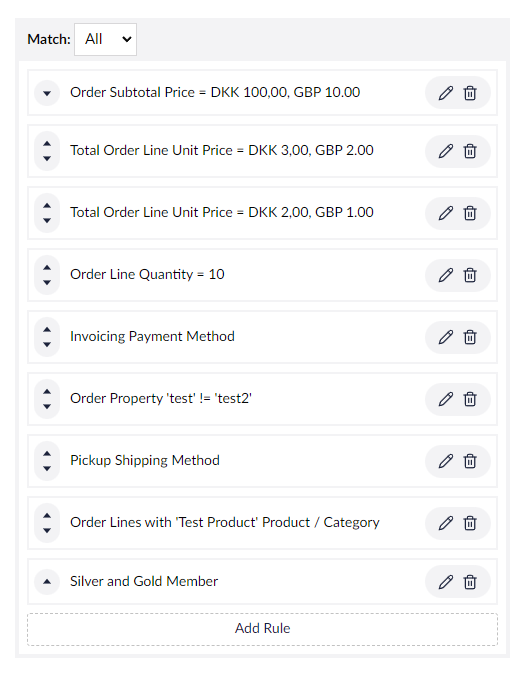 Match: All
Order Subtotal Price = DKK 100,00, GBP 10.00
Total Order Line Unit Price = DKK 3,00, GBP 2.00
Total Order Line Unit Price = DKK 2,00, GBP 1.00
Order Line Quantity = 10
Invoicing Payment Method
Order Property 'test' != 'test2'
Pickup Shipping Method
Order Lines with 'Test Product' Product / Category
Silver and Gold Member
Add Rule